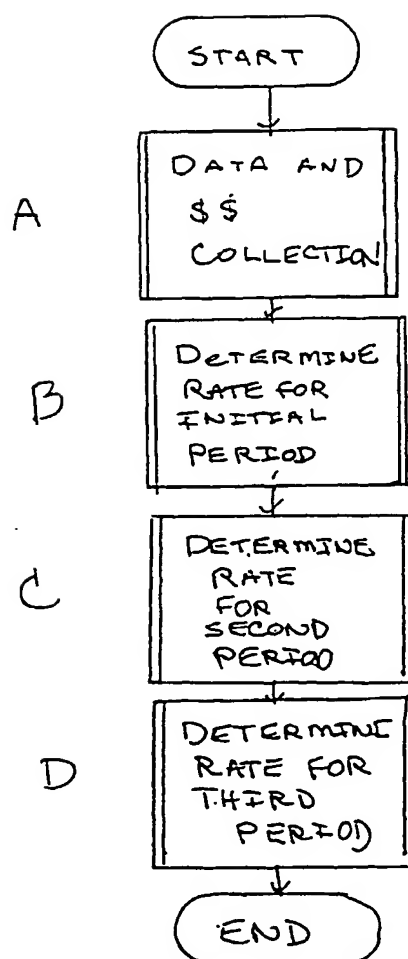 START
A
DATA AND
$$
COLLECTION
B
DETERMINE
RATE FOR
INITIAL
PERIOD
C
DETERMINE
RATE
FOR
SECOND
PERIOD
D
DETERMINE
RATE FOR
THIRD
PERIOD
END